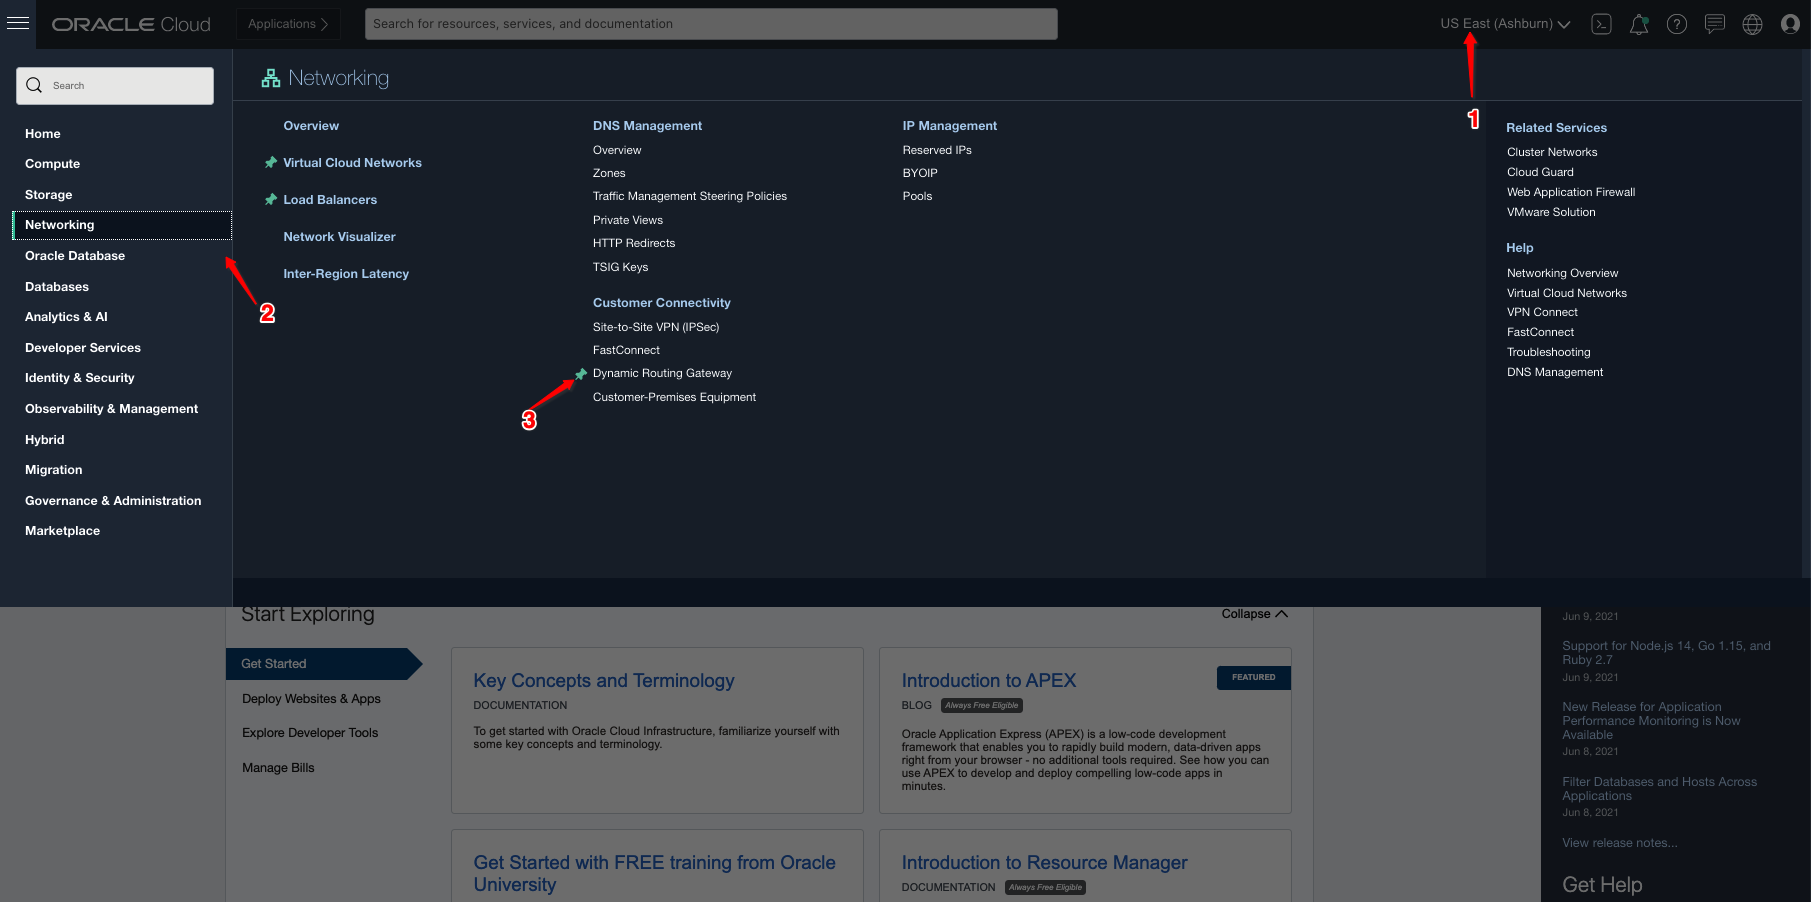 ORACLE Cloud
Applications
Search for resources, services, and documentation
US East (Ashburn)
Search
Home
Compute
Storage
Networking
Oracle Database
Databases
Analytics & AI
Developer Services
Identity & Security
Observability & Management
Hybrid
Migration
Governance & Administration
Marketplace
2
Networking
Overview
Virtual Cloud Networks
Load Balancers
Network Visualizer
Inter-Region Latency
DNS Management
Overview
Zones
Traffic Management Steering Policies
Private Views
HTTP Redirects
TSIG Keys
Customer Connectivity
Site-to-Site VPN (IPSec)
FastConnect
Dynamic Routing Gateway
Customer-Premises Equipment
3
IP Management
Reserved IPs
BYOIP
Pools
1
Related Services
Cluster Networks
Cloud Guard
Web Application Firewall
VMware Solution
Help
Networking Overview
Virtual Cloud Networks
VPN Connect
FastConnect
Troubleshooting
DNS Management
Start Exploring
Collapse
Get Started
Deploy Websites & Apps
Explore Developer Tools
Manage Bills
Key Concepts and Terminology
DOCUMENTATION
To get started with Oracle Cloud Infrastructure, familiarize yourself with
some key concepts and terminology.
FEATURED
Introduction to APEX
BLOG Always Free Eligible
Oracle Application Express (APEX) is a low-code development
framework that enables you to rapidly build modern, data-driven apps
right from your browser - no additional tools required. See how you can
use APEX to develop and deploy compelling low-code apps in
minutes.
Get Started with FREE training from Oracle
University
Introduction to Resource Manager
DOCUMENTATION Always Free Eligible
Jun 9, 2021
Support for Node.js 14, Go 1.15, and
Ruby 2.7
Jun 9, 2021
New Release for Application
Performance Monitoring is Now
Available
Jun 8, 2021
Filter Databases and Hosts Across
Applications
Jun 8, 2021
View release notes...
Get Help